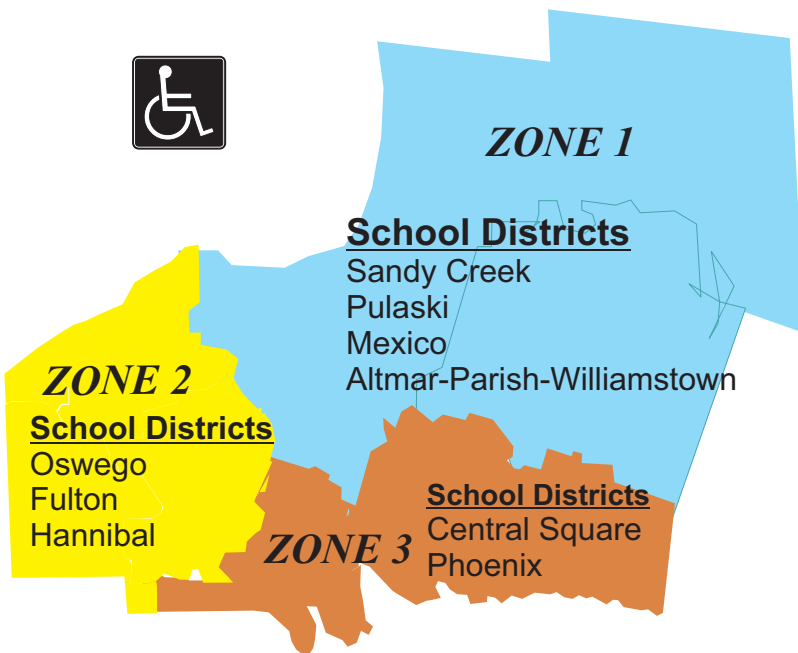 ZONE 1
School Districts
Sandy Creek
Pulaski
Mexico
Altmar-Parish-Williamstown
ZONE 2
School Districts
Oswego
Fulton
Hannibal
ZONE 3
School Districts
Central Square
Phoenix